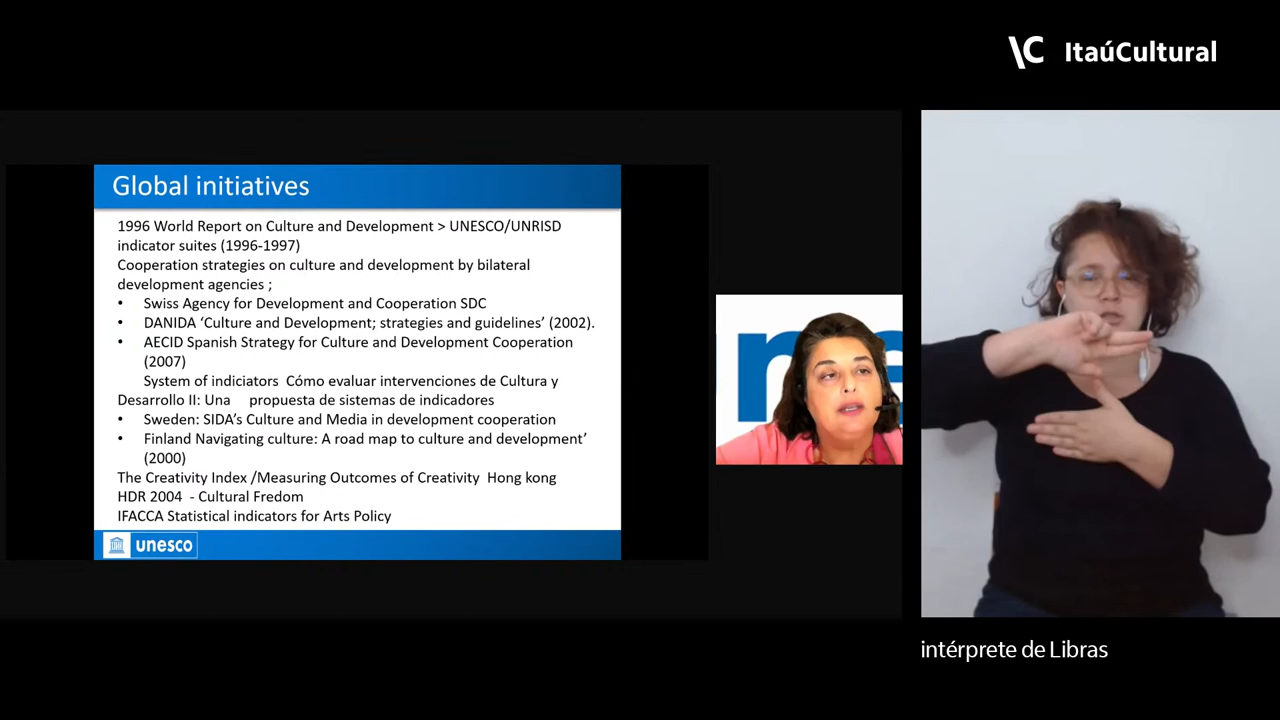 \C ItaúCultural
Global initiatives
1996 World Report on Culture and Development > UNESCO/UNRISD
indicator suites (1996-1997)
Cooperation strategies on culture and development by bilateral
development agencies ;
• Swiss Agency for Development and Cooperation SDC
• DANIDA ‘Culture and Development; strategies and guidelines’ (2002).
• AECID Spanish Strategy for Culture and Development Cooperation
(2007)
System of indiciators Cómo evaluar intervenciones de Cultura y
Desarrollo II: Una propuesta de sistemas de indicadores
• Sweden: SIDA’s Culture and Media in development cooperation
• Finland Navigating culture: A road map to culture and development’
(2000)
The Creativity Index /Measuring Outcomes of Creativity Hong kong
HDR 2004 - Cultural Fredom
IFACCA Statistical indicators for Arts Policy
unesco
intérprete de Libras